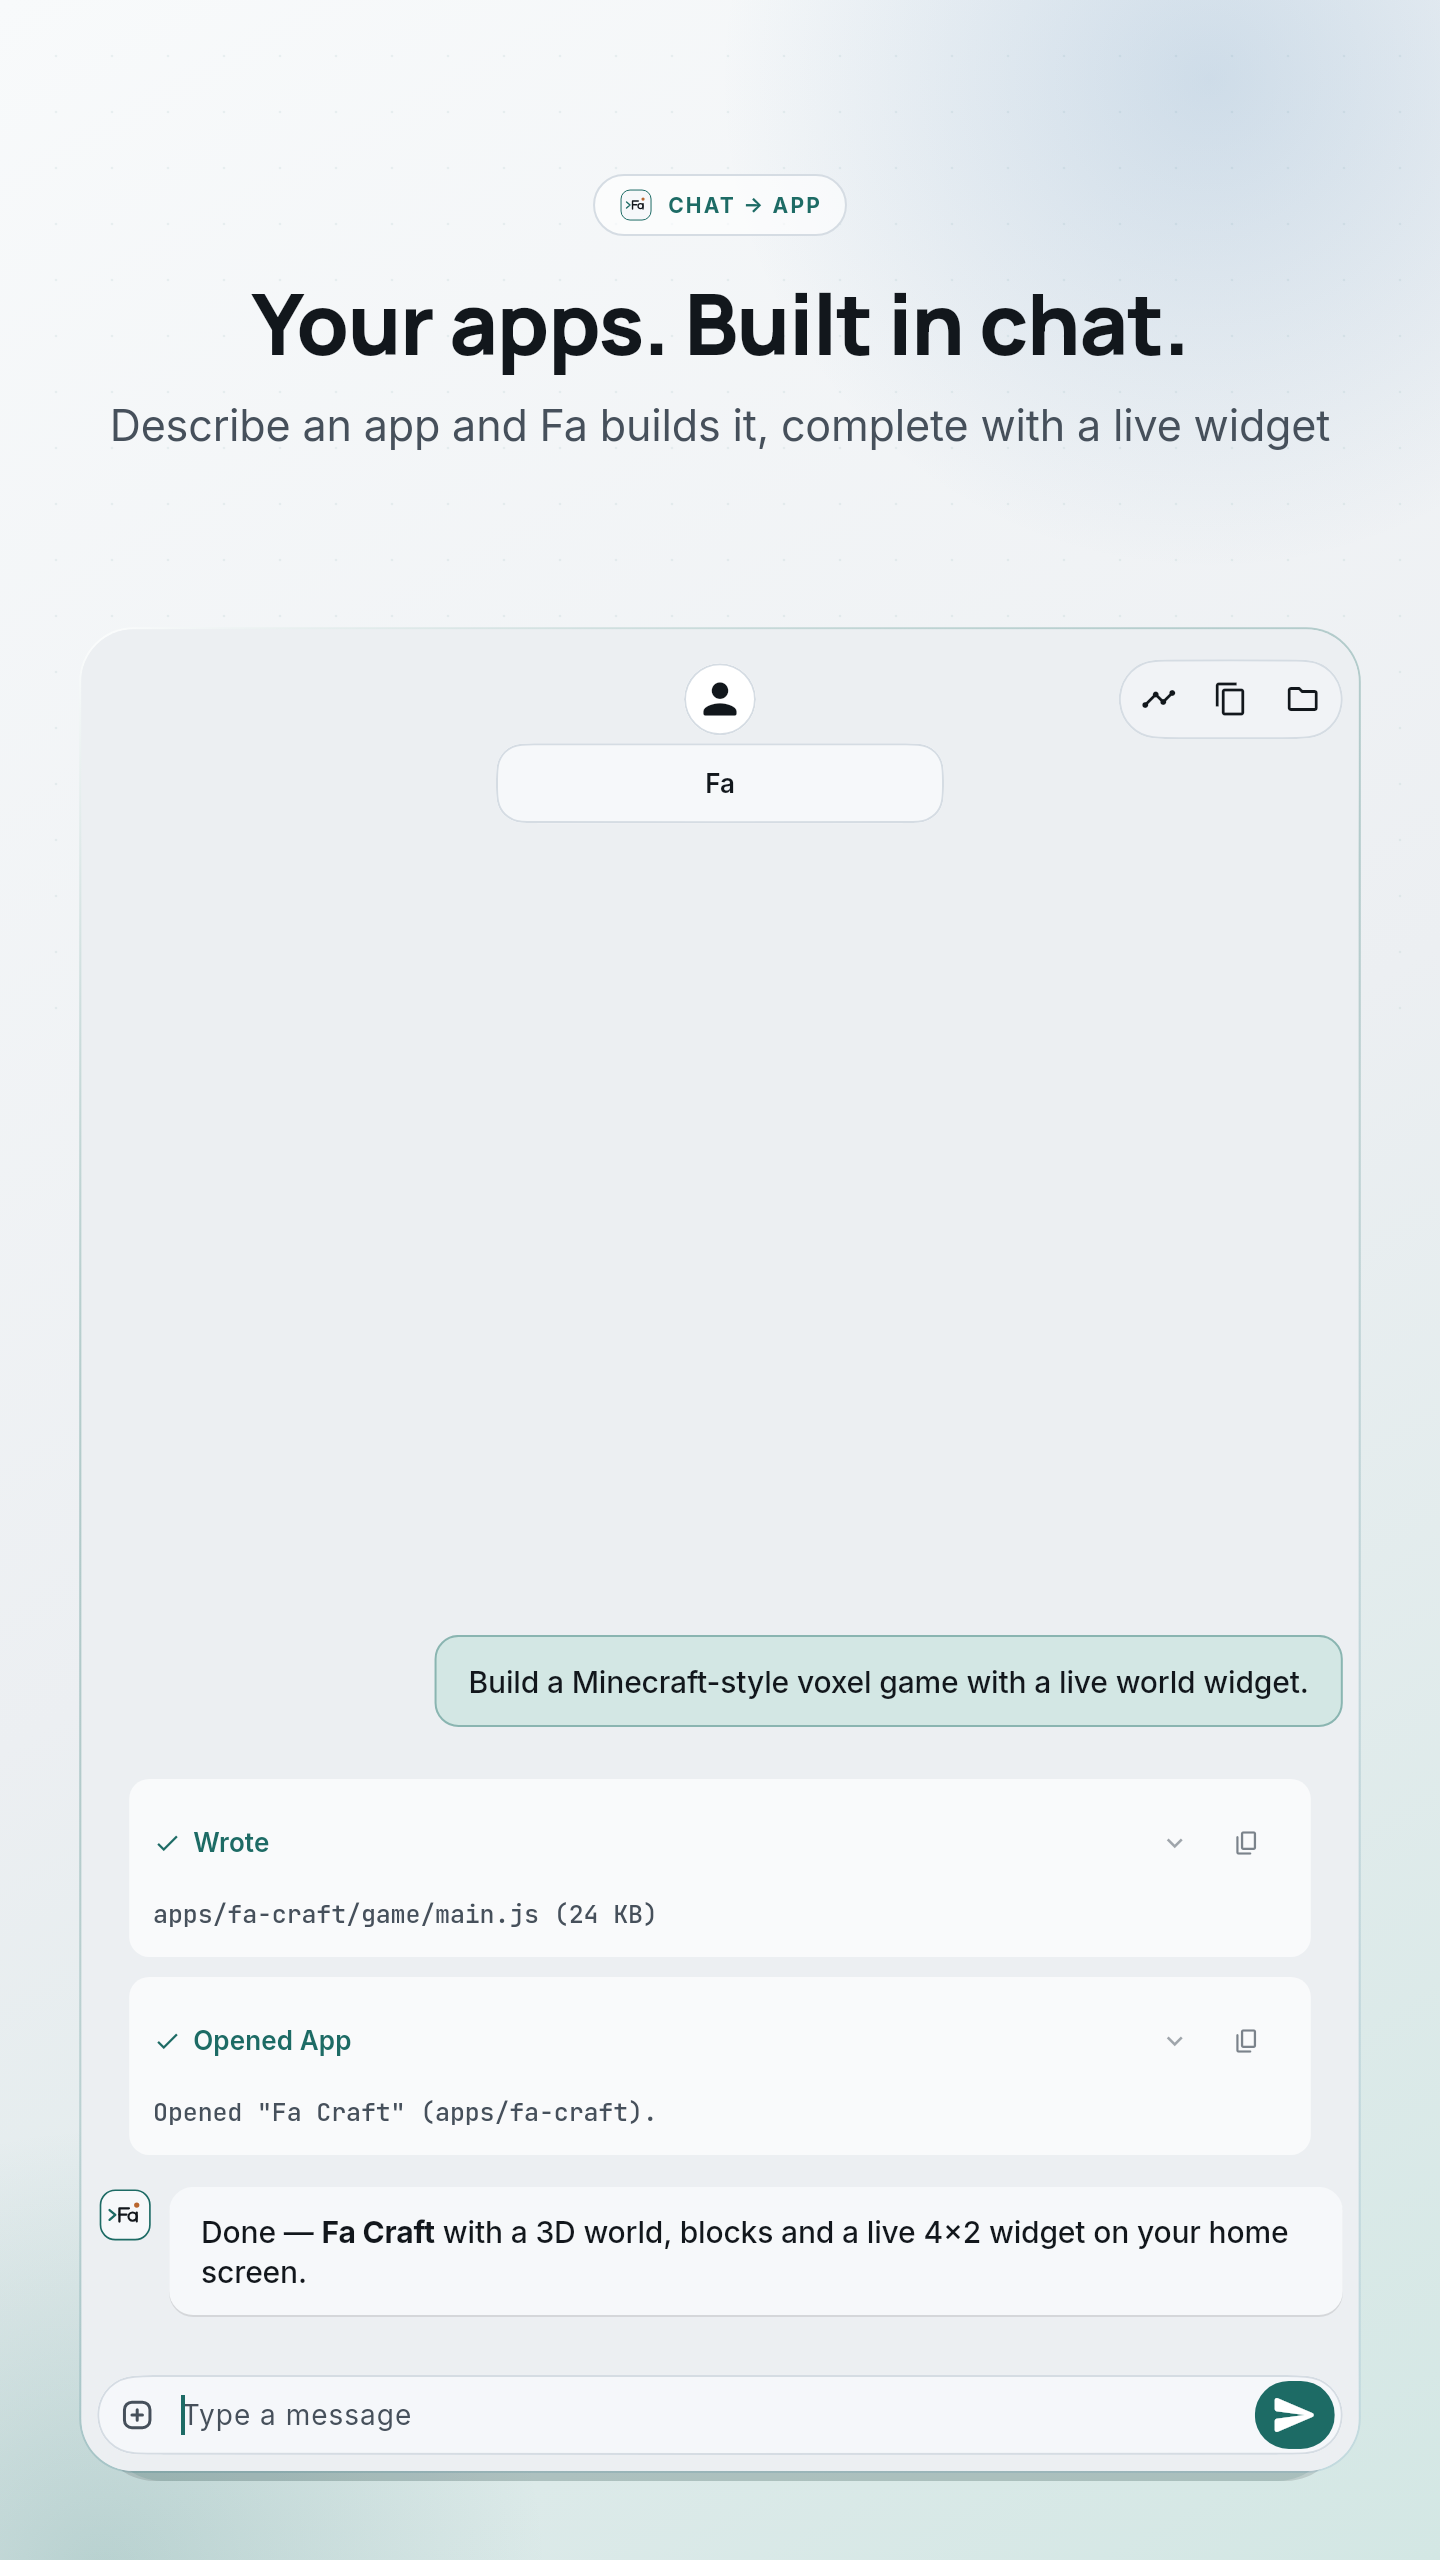 >Fa CHAT → APP
Your apps. Built in chat.
Describe an app and Fa builds it, complete with a live widget
Fa
Build a Minecraft-style voxel game with a live world widget.
Wrote
apps/fa-craft/game/main.js (24 KB)
Opened App
Opened "Fa Craft" (apps/fa-craft).
>Fa
Done — Fa Craft with a 3D world, blocks and a live 4×2 widget on your home
screen.
Type a message